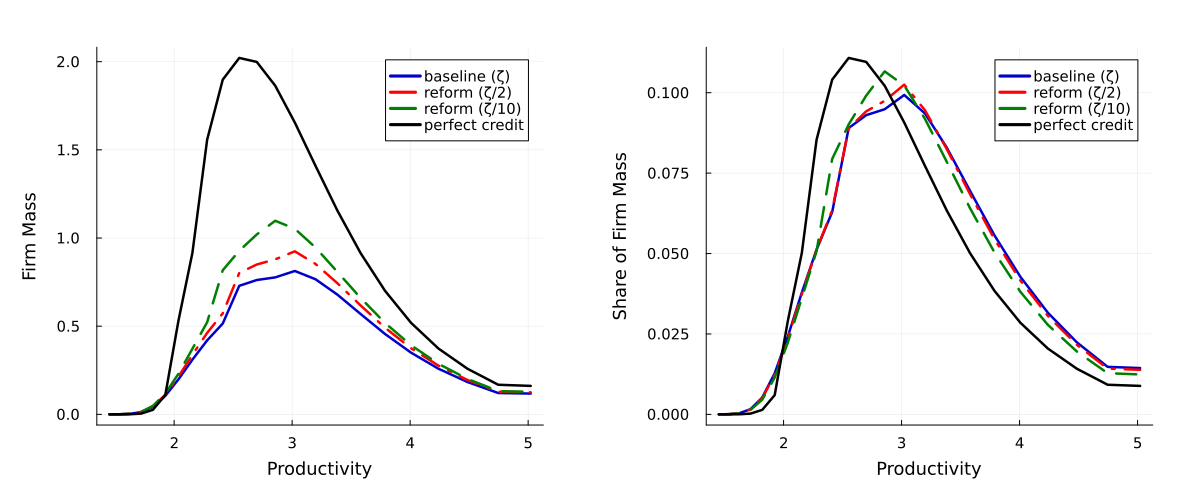 Firm Mass
2.0
1.5
1.0
0.5
0.0
2
3
4
5
Productivity
baseline (ζ)
reform (ζ/2)
reform (ζ/10)
perfect credit
Share of Firm Mass
0.100
0.075
0.050
0.025
0.000
2
3
4
5
Productivity
baseline (ζ)
reform (ζ/2)
reform (ζ/10)
perfect credit